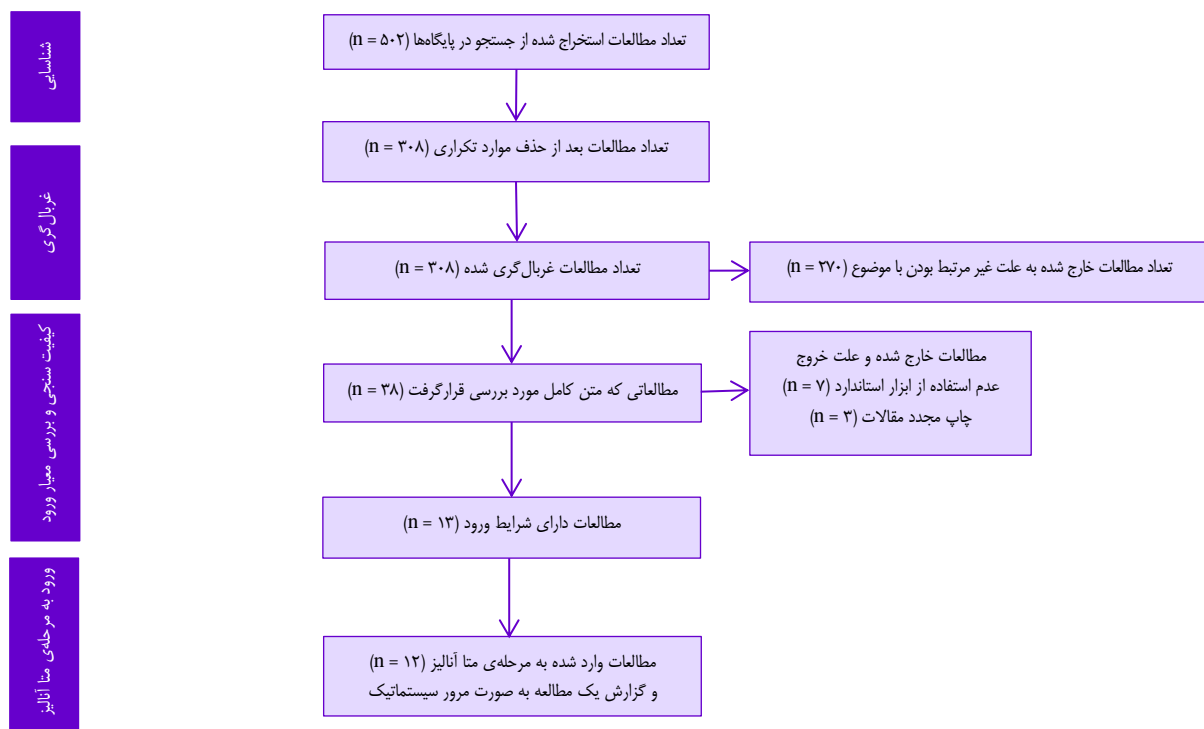 شناسایی
تعداد مطالعات استخراج شده از جستجو در پایگاه‌ها (n = ۵۰۲)
تعداد مطالعات بعد از حذف موارد تکراری (n = ۳۰۸)
غربال‌گری
تعداد مطالعات غربال‌گری شده (n = ۳۰۸)
تعداد مطالعات خارج شده به علت غیر مرتبط بودن با موضوع (n = ۲۷۰)
کیفیت سنجی و بررسی معیار ورود
مطالعاتی که متن کامل مورد بررسی قرارگرفت (n = ۳۸)
مطالعات خارج شده و علت خروج
عدم استفاده از ابزار استاندارد (n = ۷)
چاپ مجدد مقالات (n = ۳)
مطالعات دارای شرایط ورود (n = ۱۳)
ورود به مرحله‌ی متا آنالیز
مطالعات وارد شده به مرحله‌ی متا آنالیز (n = ۱۲)
و گزارش یک مطالعه به صورت مرور سیستماتیک